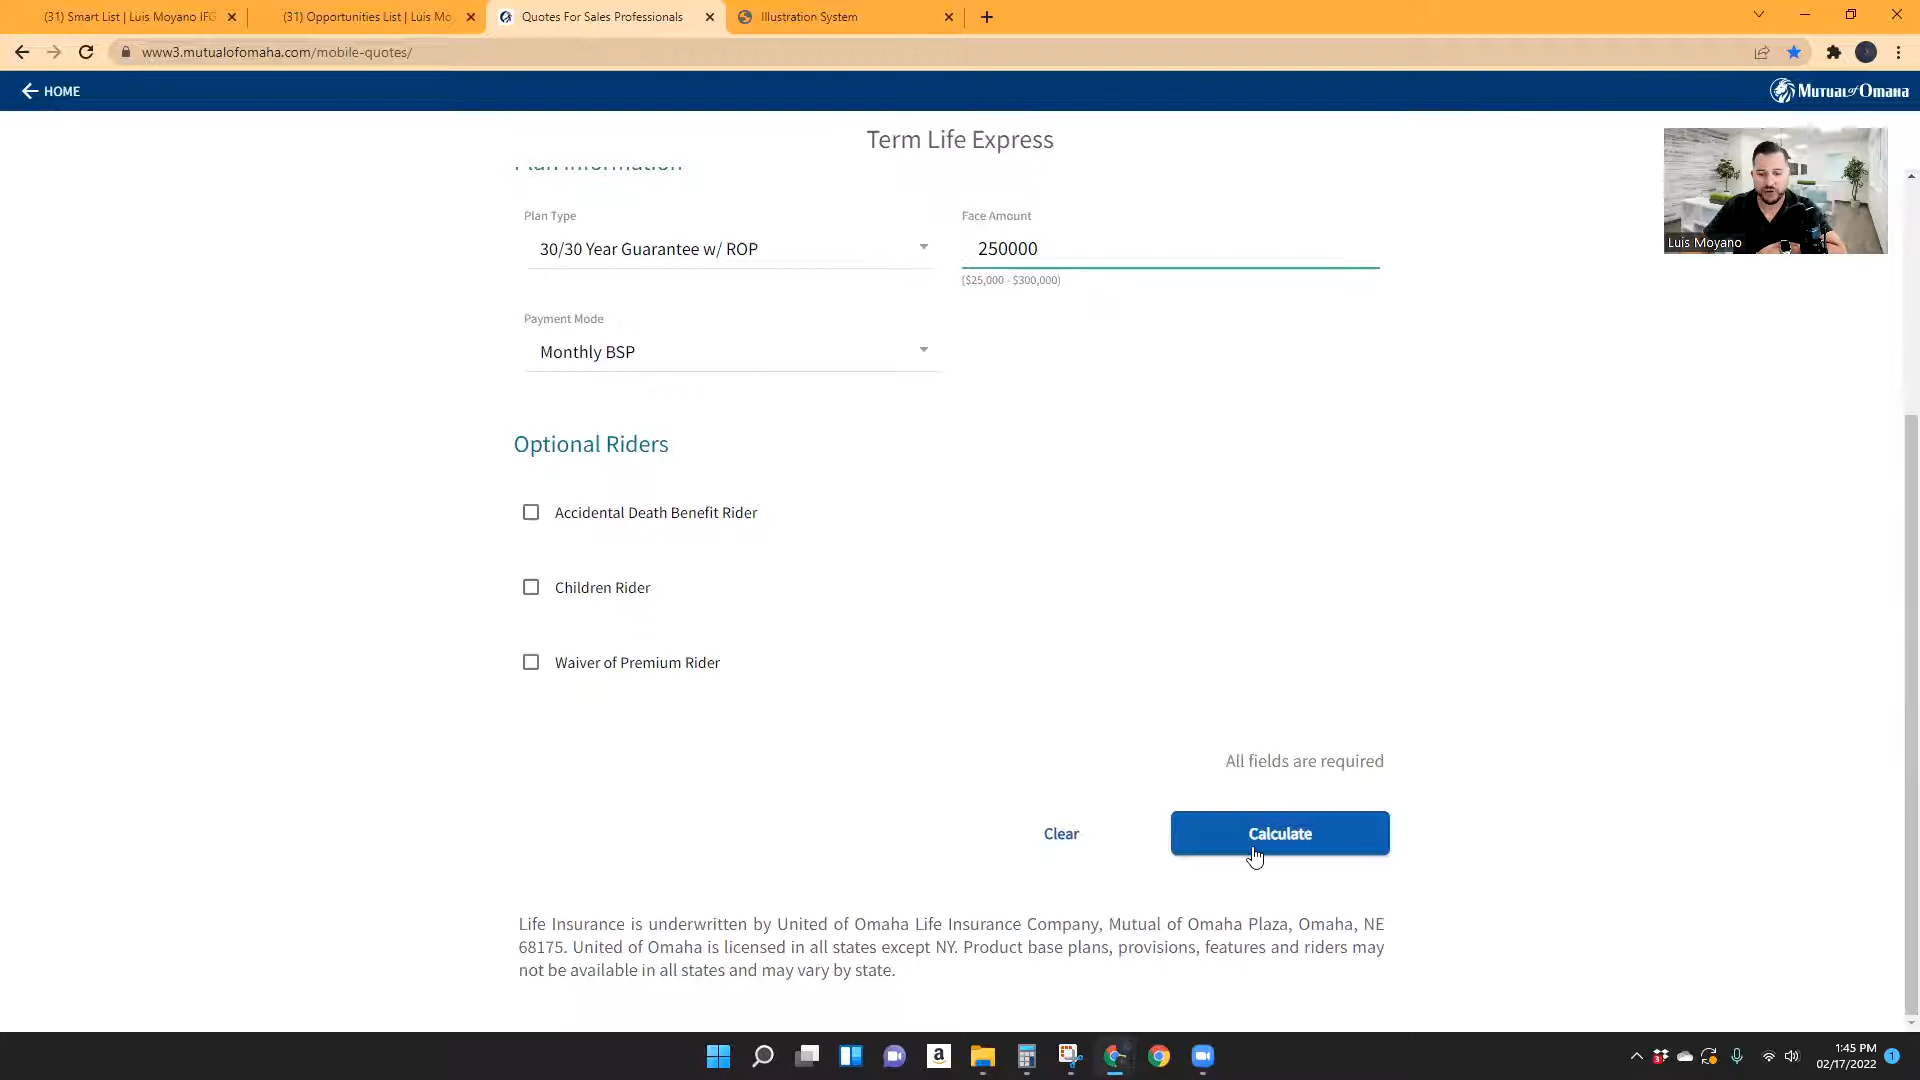 (31) Smart List | Luis Moyano IFG
(31) Opportunities List | Luis Mo
Quotes For Sales Professionals
Illustration System
www3.mutualofomaha.com/mobile-quotes/
HOME
Mutual of Omaha
Term Life Express
Plan Information
Plan Type
Face Amount
30/30 Year Guarantee w/ ROP
250000
($25,000 - $300,000)
Luis Moyano
Payment Mode
Monthly BSP
Optional Riders
Accidental Death Benefit Rider
Children Rider
Waiver of Premium Rider
All fields are required
Clear
Calculate
Life Insurance is underwritten by United of Omaha Life Insurance Company, Mutual of Omaha Plaza, Omaha, NE
68175. United of Omaha is licensed in all states except NY. Product base plans, provisions, features and riders may
not be available in all states and may vary by state.
1:45 PM
02/17/2022
1